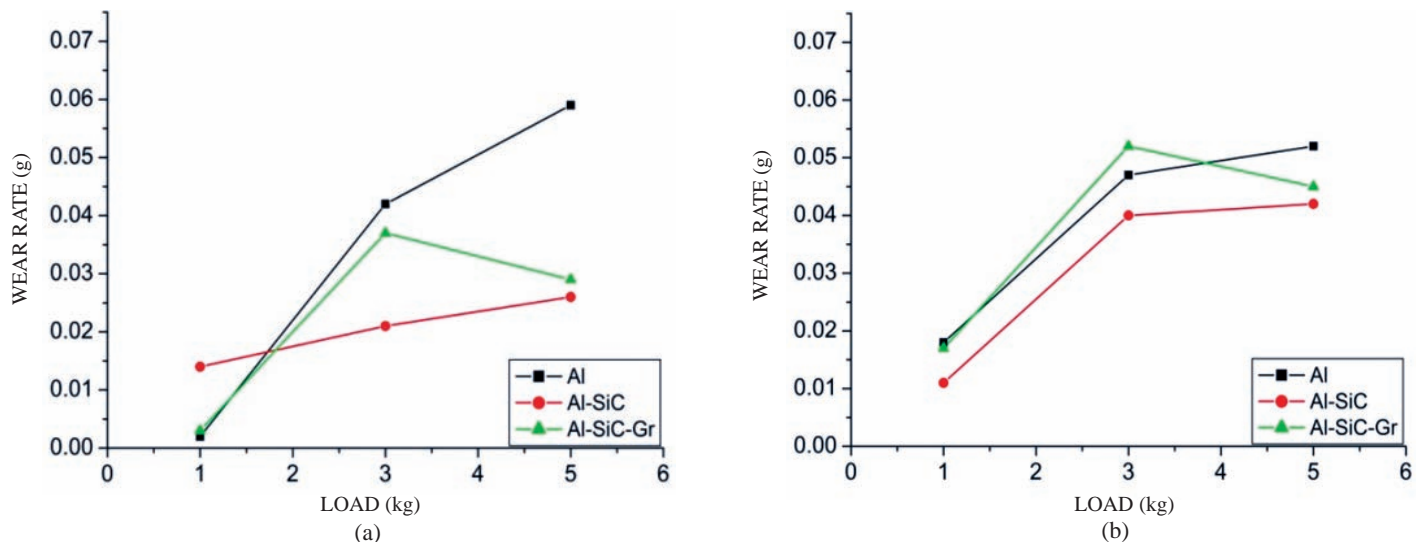 0.07
0.06
0.05
0.04
0.03
0.02
0.01
0.00
WEAR RATE (g)
Al
Al-SiC
Al-SiC-Gr
0 1 2 3 4 5 6
LOAD (kg)
(a)
0.07
0.06
0.05
0.04
0.03
0.02
0.01
0.00
WEAR RATE (g)
Al
Al-SiC
Al-SiC-Gr
0 1 2 3 4 5 6
LOAD (kg)
(b)